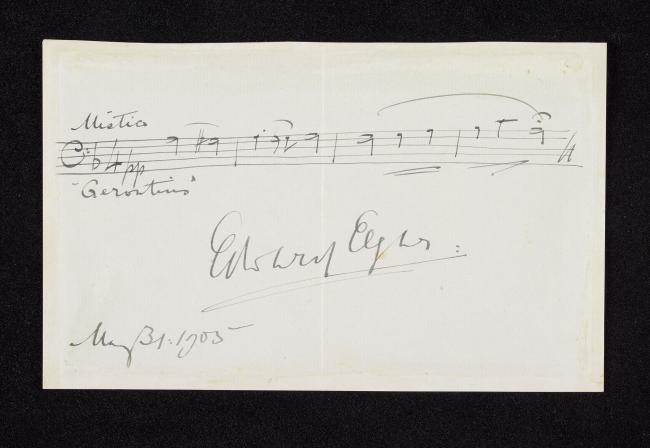 Mistico
pp
"Gerontius"
Edward Elgar:
May 31: 1905